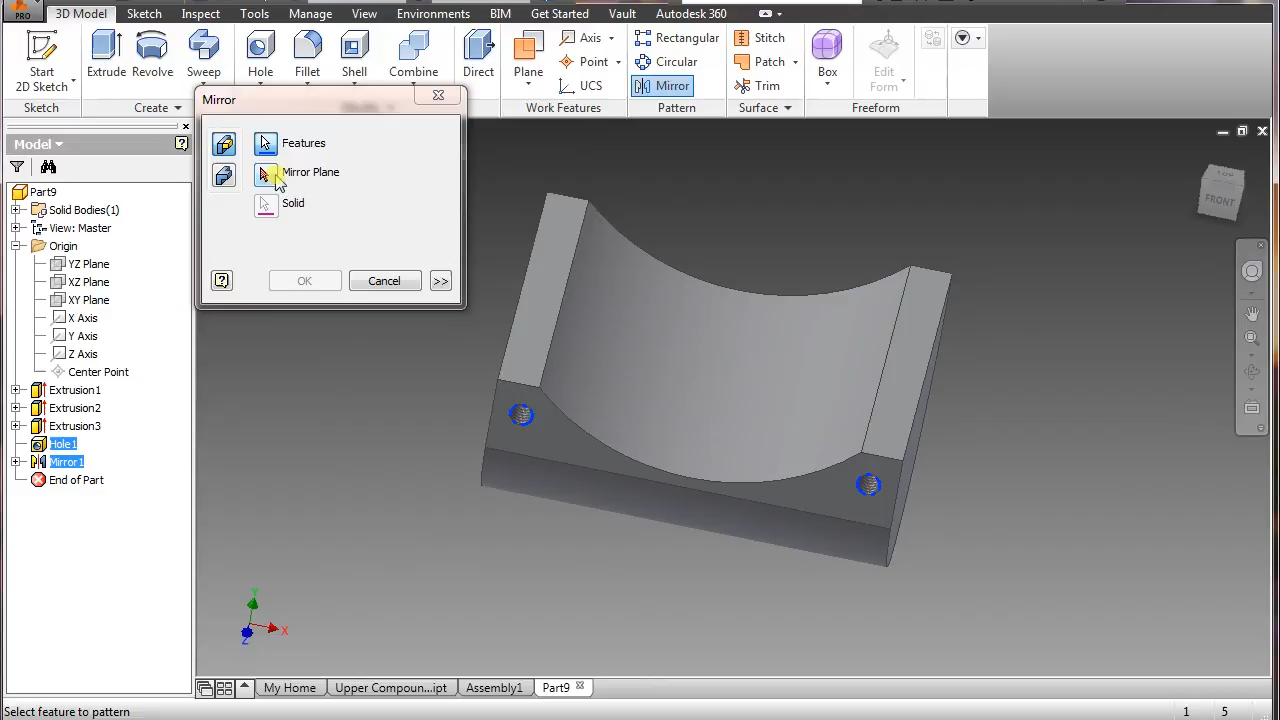 PRO
3D Model Sketch Inspect Tools Manage View Environments BIM Get Started Vault Autodesk 360
Start
2D Sketch
Extrude Revolve Sweep
Hole Fillet Shell Combine
Direct
Plane
Axis
Point
UCS
Rectangular
Circular
Mirror
Stitch
Patch
Trim
Box
Edit
Form
Sketch Create Work Features Pattern Surface Freeform
Mirror
Features
Mirror Plane
Solid
OK Cancel >>
Model
Part9
Solid Bodies(1)
View: Master
Origin
YZ Plane
XZ Plane
XY Plane
X Axis
Y Axis
Z Axis
Center Point
Extrusion1
Extrusion2
Extrusion3
Hole1
Mirror1
End of Part
TOP
FRONT
Y
X
Z
My Home Upper Compoun...ipt Assembly1 Part9
Select feature to pattern 1 5